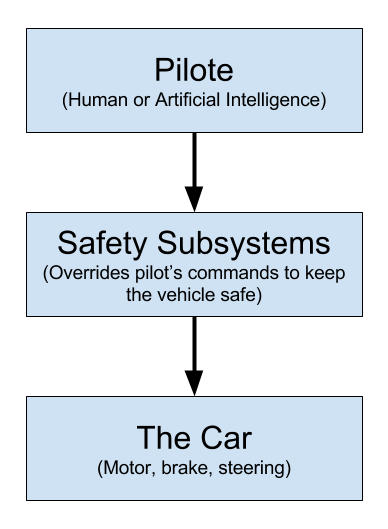 Pilote
(Human or Artificial Intelligence)
Safety Subsystems
(Overrides pilot's commands to keep
the vehicle safe)
The Car
(Motor, brake, steering)